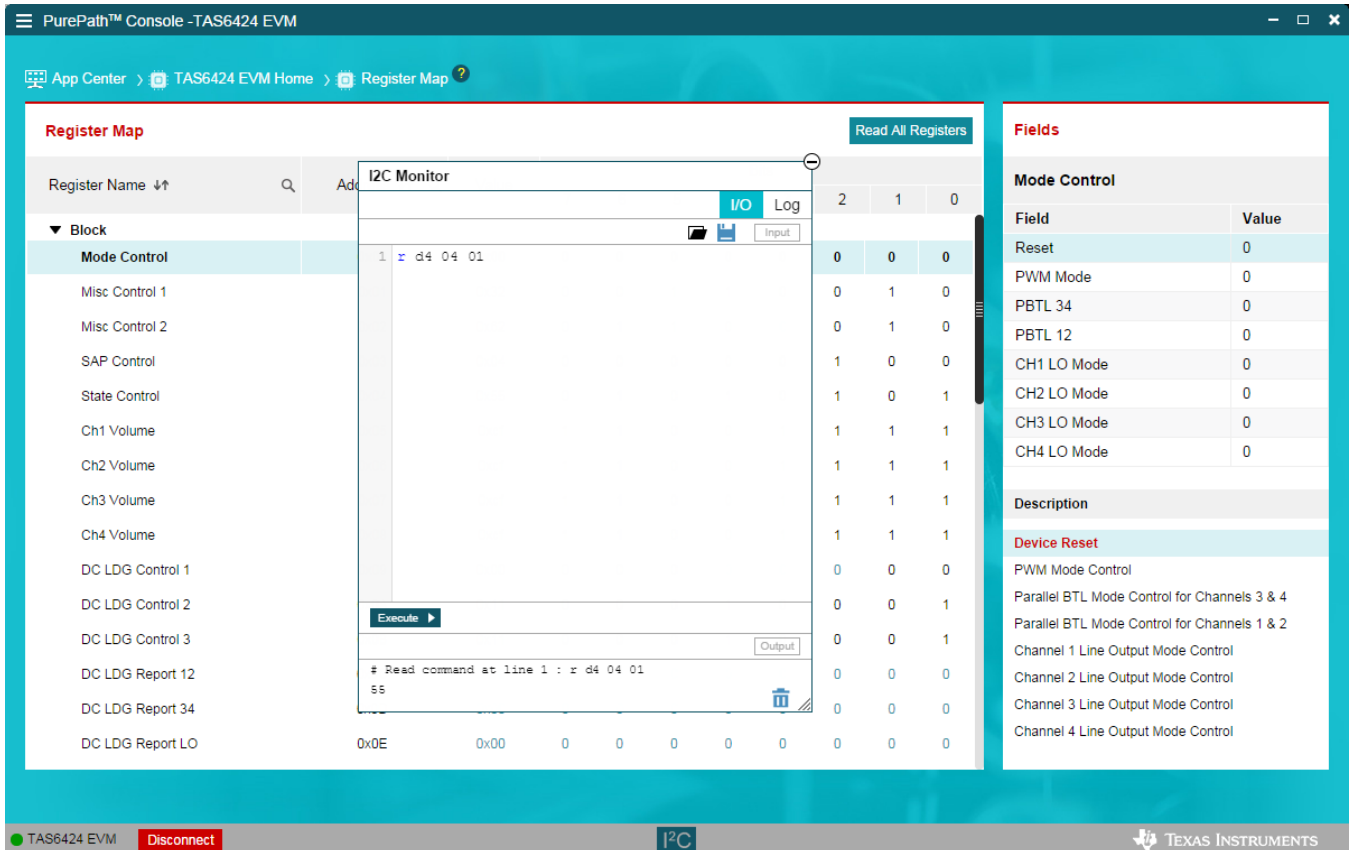 PurePath™ Console -TAS6424 EVM
App Center > TAS6424 EVM Home > Register Map ?
Register Map
Read All Registers
Register Name
2 1 0
Block
Mode Control 0 0 0
Misc Control 1 0 1 0
Misc Control 2 0 1 0
SAP Control 1 0 0
State Control 1 0 1
Ch1 Volume 1 1 1
Ch2 Volume 1 1 1
Ch3 Volume 1 1 1
Ch4 Volume 1 1 1
DC LDG Control 1 0 0 0
DC LDG Control 2 0 0 1
DC LDG Control 3 0 0 1
DC LDG Report 12 0 0 0
DC LDG Report 34 0 0 0
DC LDG Report LO 0x0E 0x00 0 0 0 0 0 0 0 0
I2C Monitor
I/O Log
Input
1 r d4 04 01
Execute
Output
# Read command at line 1 : r d4 04 01
55
Fields
Mode Control
Field Value
Reset 0
PWM Mode 0
PBTL 34 0
PBTL 12 0
CH1 LO Mode 0
CH2 LO Mode 0
CH3 LO Mode 0
CH4 LO Mode 0
Description
Device Reset
PWM Mode Control
Parallel BTL Mode Control for Channels 3 & 4
Parallel BTL Mode Control for Channels 1 & 2
Channel 1 Line Output Mode Control
Channel 2 Line Output Mode Control
Channel 3 Line Output Mode Control
Channel 4 Line Output Mode Control
TAS6424 EVM
Disconnect
I²C
TEXAS INSTRUMENTS